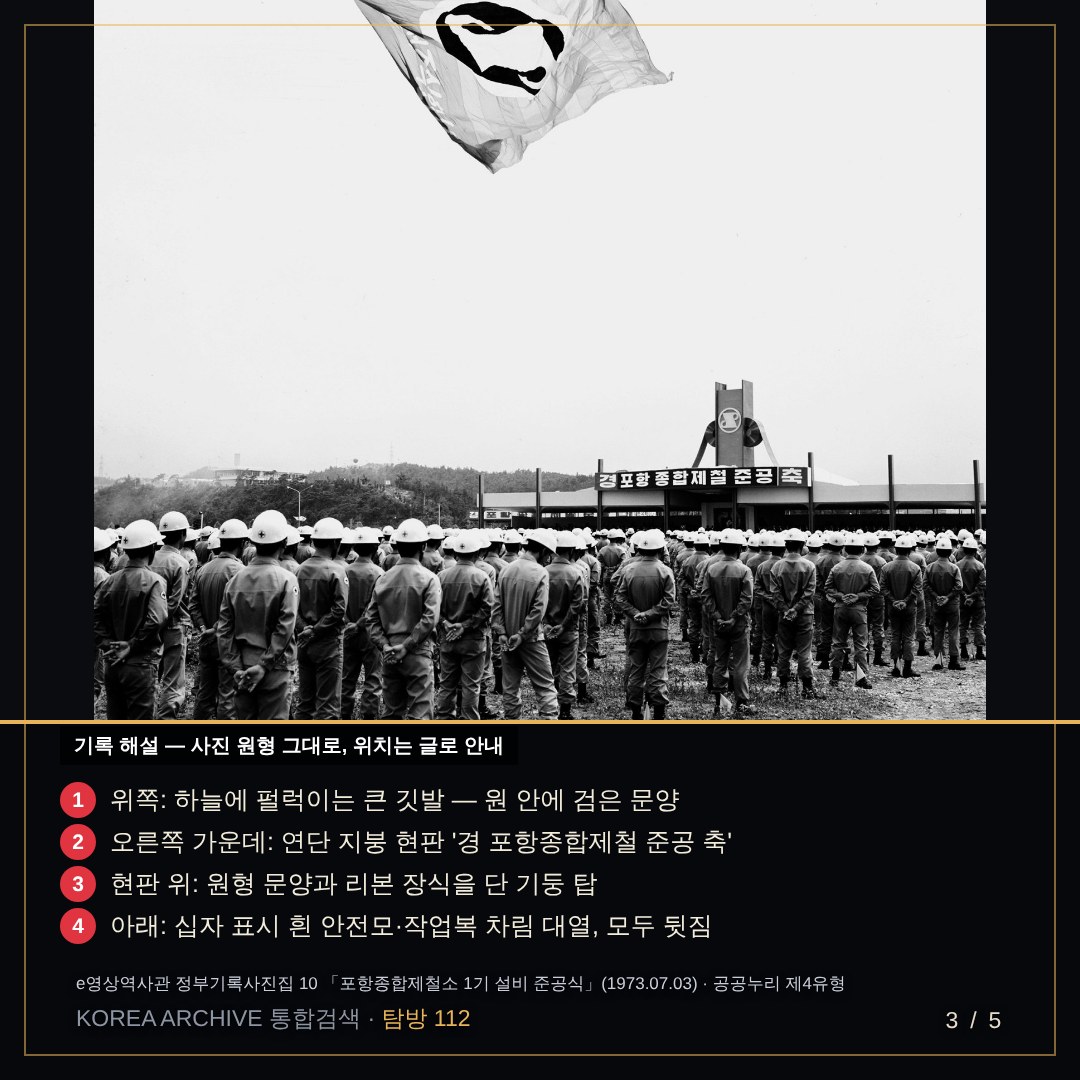 경 포항 종합제철 준공 축
기록 해설 — 사진 원형 그대로, 위치는 글로 안내
1 위쪽: 하늘에 펄럭이는 큰 깃발 — 원 안에 검은 문양
2 오른쪽 가운데: 연단 지붕 현판 '경 포항종합제철 준공 축'
3 현판 위: 원형 문양과 리본 장식을 단 기둥 탑
4 아래: 십자 표시 흰 안전모·작업복 차림 대열, 모두 뒷짐
e영상역사관 정부기록사진집 10 「포항종합제철소 1기 설비 준공식」(1973.07.03) · 공공누리 제4유형
KOREA ARCHIVE 통합검색 · 탐방 112
3 / 5